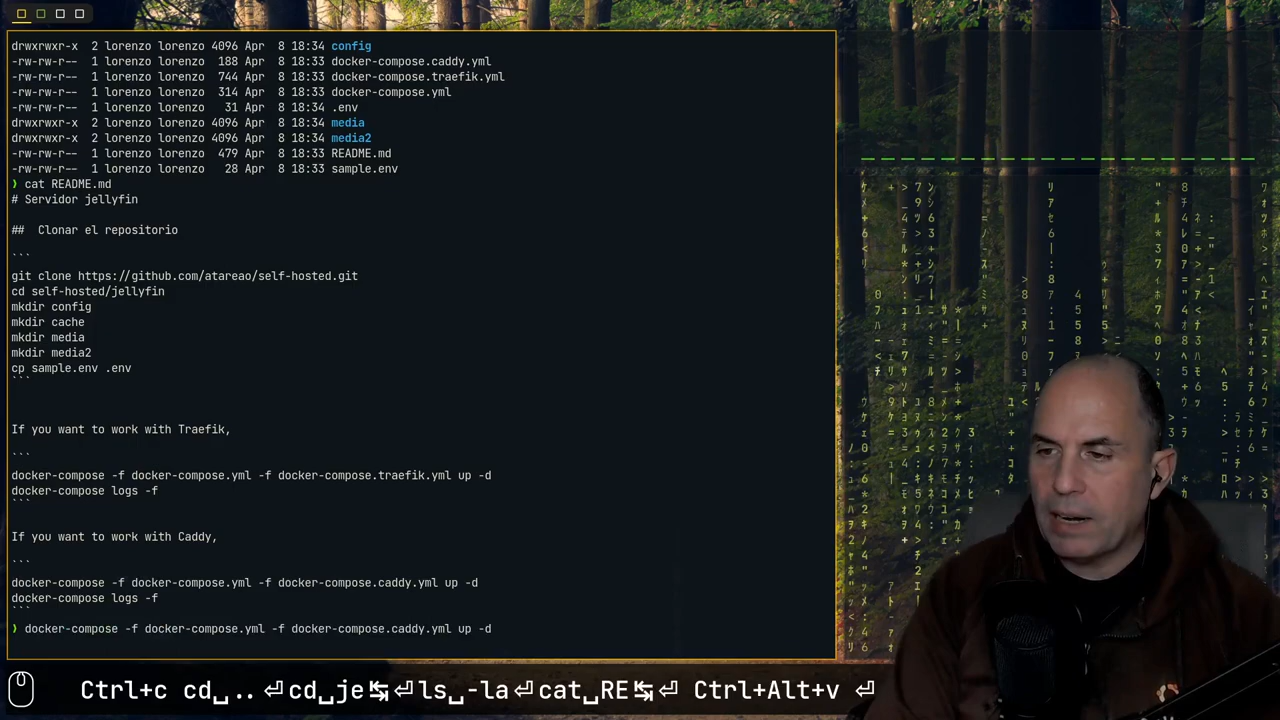 drwxrwxr-x  2 lorenzo lorenzo 4096 Apr  8 18:34 config
-rw-rw-r--  1 lorenzo lorenzo  188 Apr  8 18:33 docker-compose.caddy.yml
-rw-rw-r--  1 lorenzo lorenzo  744 Apr  8 18:33 docker-compose.traefik.yml
-rw-rw-r--  1 lorenzo lorenzo  314 Apr  8 18:33 docker-compose.yml
-rw-rw-r--  1 lorenzo lorenzo   31 Apr  8 18:34 .env
drwxrwxr-x  2 lorenzo lorenzo 4096 Apr  8 18:34 media
drwxrwxr-x  2 lorenzo lorenzo 4096 Apr  8 18:34 media2
-rw-rw-r--  1 lorenzo lorenzo  479 Apr  8 18:33 README.md
-rw-rw-r--  1 lorenzo lorenzo   28 Apr  8 18:33 sample.env
❯ cat README.md
# Servidor jellyfin
##  Clonar el repositorio
```
git clone https://github.com/atareao/self-hosted.git
cd self-hosted/jellyfin
mkdir config
mkdir cache
mkdir media
mkdir media2
cp sample.env .env
```
If you want to work with Traefik,
```
docker-compose -f docker-compose.yml -f docker-compose.traefik.yml up -d
docker-compose logs -f
```
If you want to work with Caddy,
```
docker-compose -f docker-compose.yml -f docker-compose.caddy.yml up -d
docker-compose logs -f
```
❯ docker-compose -f docker-compose.yml -f docker-compose.caddy.yml up -d
Ctrl+c cd␣..⏎cd␣je↹⏎ls␣-la⏎cat␣RE↹⏎ Ctrl+Alt+v ⏎